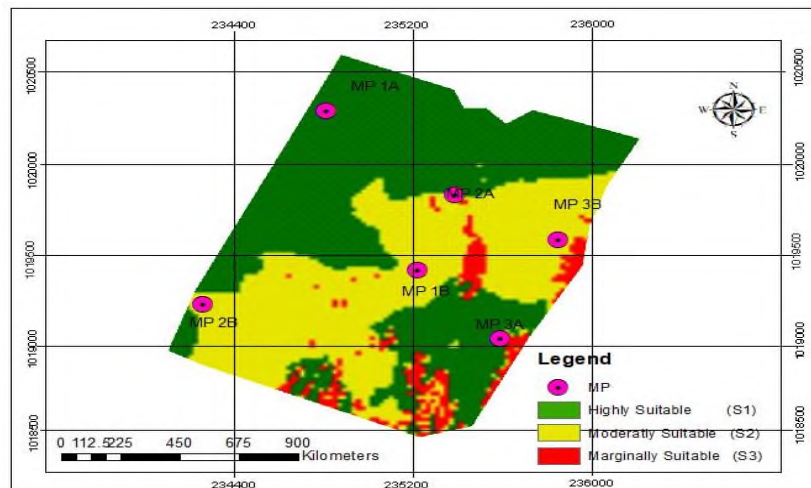 234400 235200 236000
1020500 1020500
MP 1A
N
W E
S
1020000 1020000
MP 2A
MP 3B
1019500 1019500
MP 1B
MP 2B
MP 3A
1019000 1019000
Legend
MP
Highly Suitable (S1)
1018500 1018500
Moderatly Suitable (S2)
Marginally Suitable (S3)
0 112.5 225 450 675 900
Kilometers
234400 235200 236000